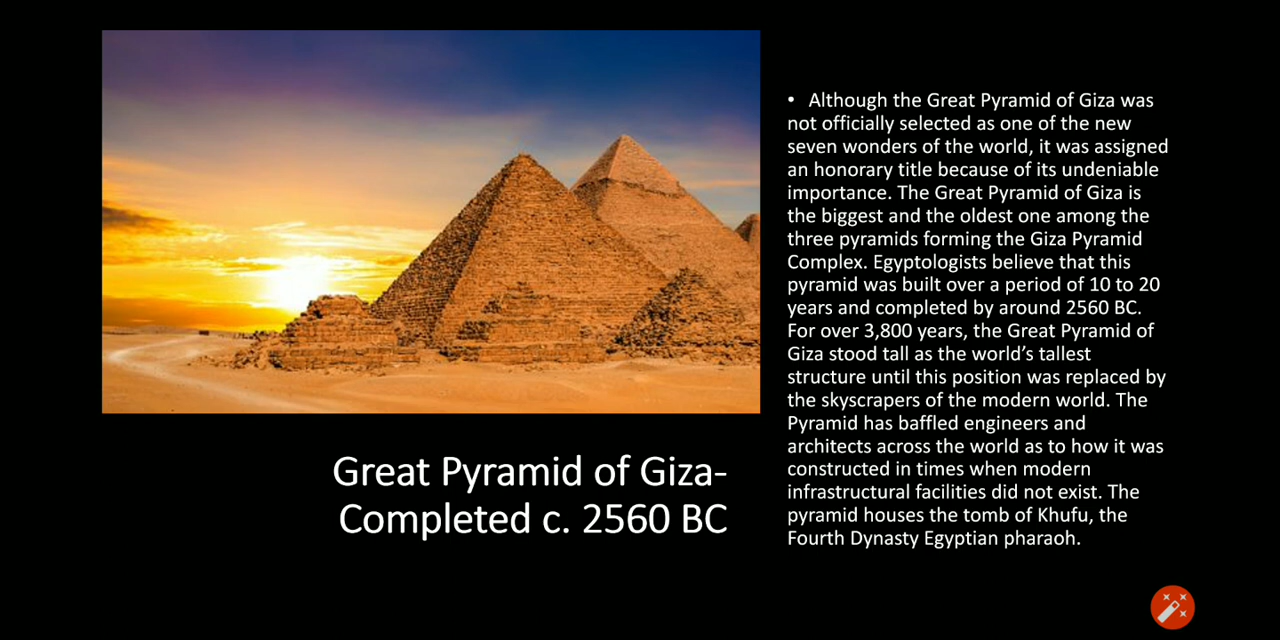 • Although the Great Pyramid of Giza was
not officially selected as one of the new
seven wonders of the world, it was assigned
an honorary title because of its undeniable
importance. The Great Pyramid of Giza is
the biggest and the oldest one among the
three pyramids forming the Giza Pyramid
Complex. Egyptologists believe that this
pyramid was built over a period of 10 to 20
years and completed by around 2560 BC.
For over 3,800 years, the Great Pyramid of
Giza stood tall as the world’s tallest
structure until this position was replaced by
the skyscrapers of the modern world. The
Pyramid has baffled engineers and
architects across the world as to how it was
constructed in times when modern
infrastructural facilities did not exist. The
pyramid houses the tomb of Khufu, the
Fourth Dynasty Egyptian pharaoh.
Great Pyramid of Giza-
Completed c. 2560 BC